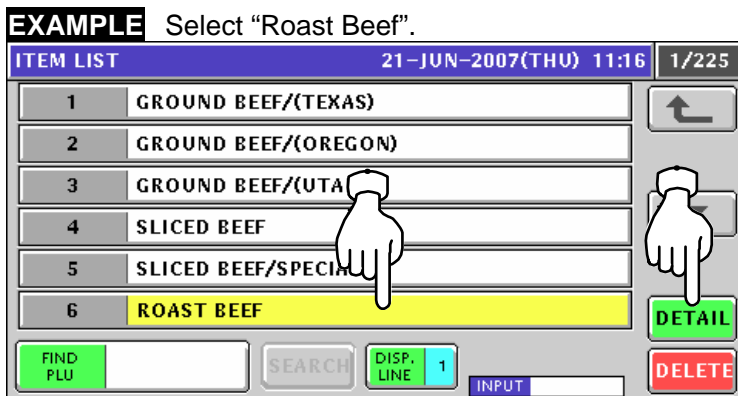 EXAMPLE Select “Roast Beef”.
ITEM LIST 21-JUN-2007(THU) 11:16 1/225
1 GROUND BEEF/(TEXAS)
2 GROUND BEEF/(OREGON)
3 GROUND BEEF/(UTA
4 SLICED BEEF
5 SLICED BEEF/SPECIA
6 ROAST BEEF
DETAIL
FIND PLU SEARCH DISP. LINE 1 INPUT DELETE